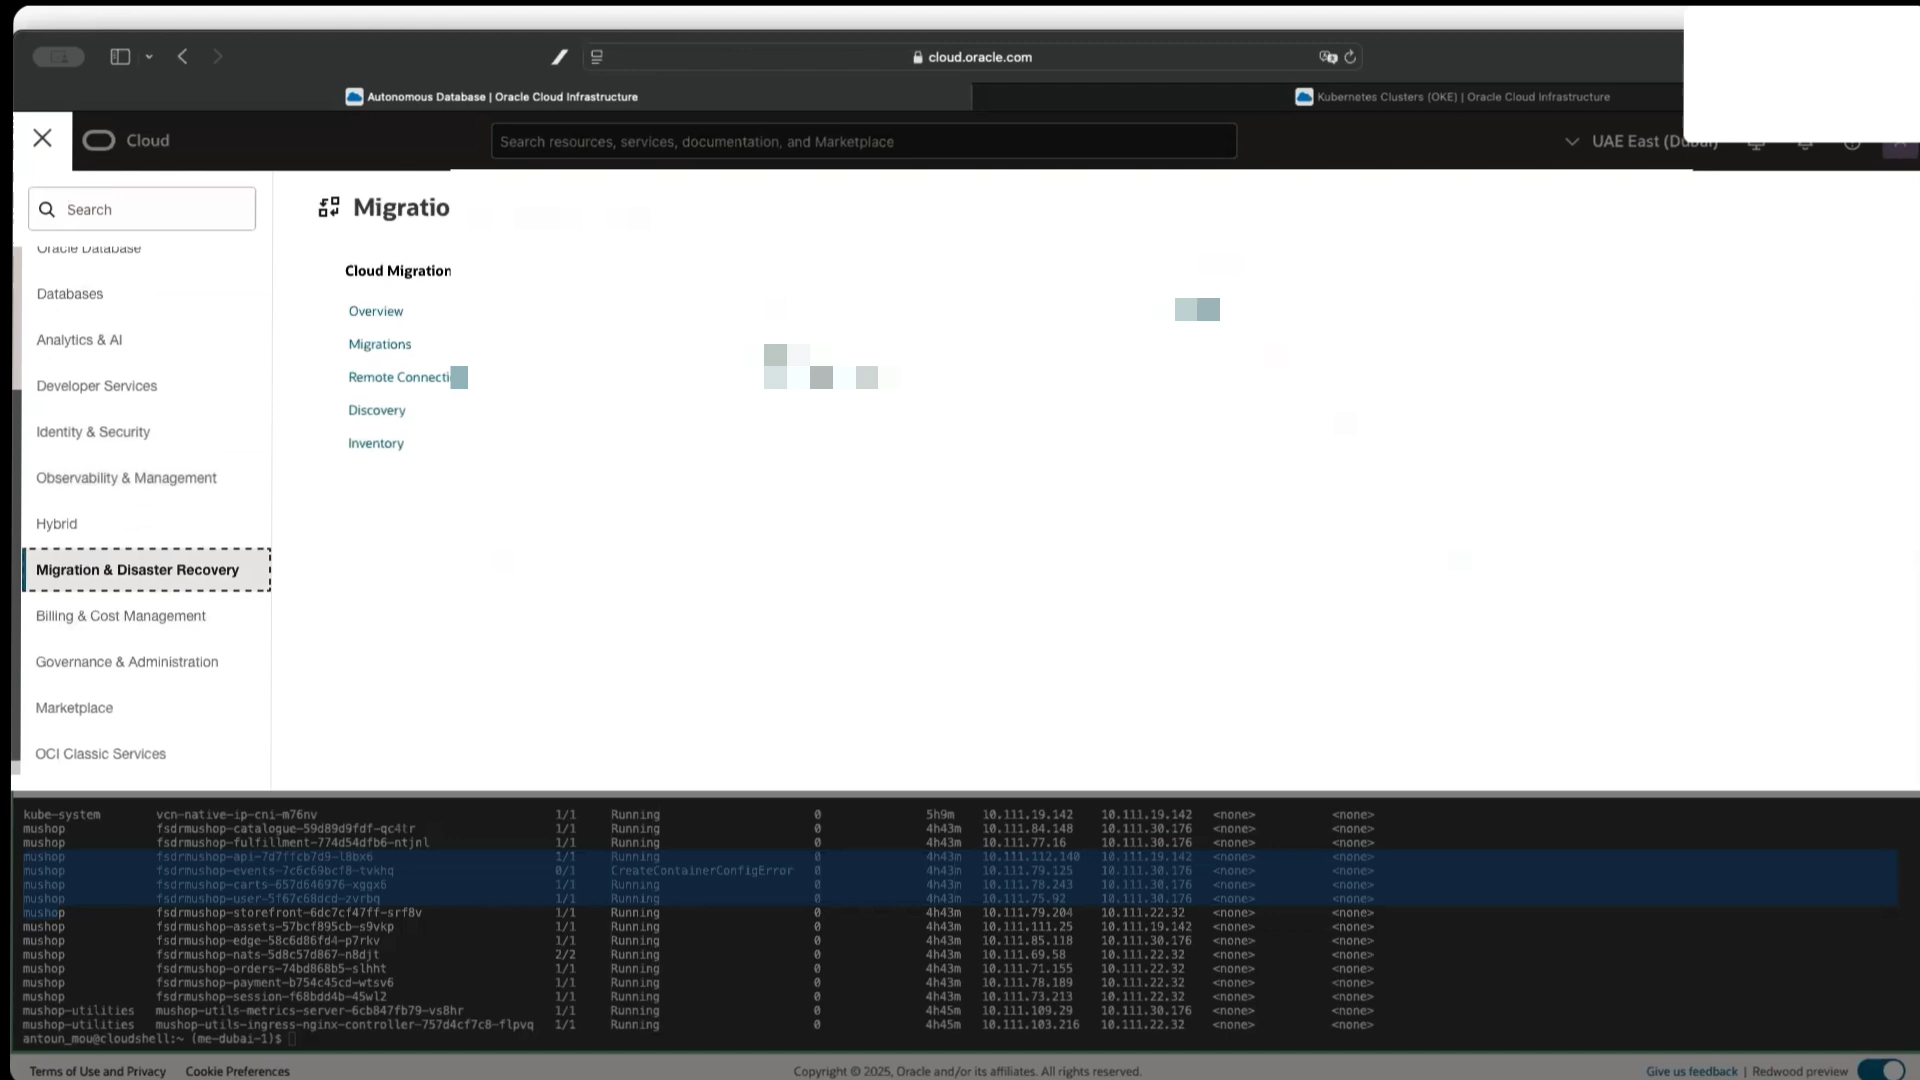 cloud.oracle.com
Autonomous Database | Oracle Cloud Infrastructure
Kubernetes Clusters (OKE) | Oracle Cloud Infrastructure
Cloud
Search resources, services, documentation, and Marketplace
UAE East (Dubai)
Search
Migratio
Oracle Database
Cloud Migration
Databases
Overview
Analytics & AI
Migrations
Remote Connecti
Developer Services
Discovery
Identity & Security
Inventory
Observability & Management
Hybrid
Migration & Disaster Recovery
Billing & Cost Management
Governance & Administration
Marketplace
OCI Classic Services
kube-system vcn-native-ip-cni-m76nv 1/1 Running 0 5h9m 10.111.19.142 10.111.19.142 <none> <none>
mushop fsdrmushop-catalogue-59d89d9fdf-qc4tr 1/1 Running 0 4h43m 10.111.84.148 10.111.30.176 <none> <none>
mushop fsdrmushop-fulfillment-774d54dfb6-ntjnl 1/1 Running 0 4h43m 10.111.77.16 10.111.30.176 <none> <none>
mushop fsdrmushop-api-7d7ffcb7d9-l8bx6 1/1 Running 0 4h43m 10.111.112.140 10.111.19.142 <none> <none>
mushop fsdrmushop-events-7c6c69bcf8-tvkhq 0/1 CreateContainerConfigError 0 4h43m 10.111.79.125 10.111.30.176 <none> <none>
mushop fsdrmushop-carts-657d646976-xggx6 1/1 Running 0 4h43m 10.111.78.243 10.111.30.176 <none> <none>
mushop fsdrmushop-user-5f67c68dcd-zvrbq 1/1 Running 0 4h43m 10.111.75.92 10.111.30.176 <none> <none>
mushop fsdrmushop-storefront-6dc7cf47ff-srf8v 1/1 Running 0 4h43m 10.111.79.204 10.111.22.32 <none> <none>
mushop fsdrmushop-assets-57bcf895cb-s9vkp 1/1 Running 0 4h43m 10.111.111.25 10.111.19.142 <none> <none>
mushop fsdrmushop-edge-58c6d86fd4-p7rkv 1/1 Running 0 4h43m 10.111.85.118 10.111.30.176 <none> <none>
mushop fsdrmushop-nats-5d8c57d867-n8djt 2/2 Running 0 4h43m 10.111.69.58 10.111.22.32 <none> <none>
mushop fsdrmushop-orders-74bd868b5-slhht 1/1 Running 0 4h43m 10.111.71.155 10.111.22.32 <none> <none>
mushop fsdrmushop-payment-b754c45cd-wtsv6 1/1 Running 0 4h43m 10.111.78.189 10.111.22.32 <none> <none>
mushop fsdrmushop-session-f68bdd4b-45wl2 1/1 Running 0 4h43m 10.111.73.213 10.111.22.32 <none> <none>
mushop-utilities mushop-utils-metrics-server-6cb847fb79-vs8hr 1/1 Running 0 4h45m 10.111.109.29 10.111.30.176 <none> <none>
mushop-utilities mushop-utils-ingress-nginx-controller-757d4cf7c8-flpvq 1/1 Running 0 4h45m 10.111.103.216 10.111.22.32 <none> <none>
antoun_mou@cloudshell:~ (me-dubai-1)$
Terms of Use and Privacy Cookie Preferences Copyright © 2025, Oracle and/or its affiliates. All rights reserved. Give us feedback | Redwood preview